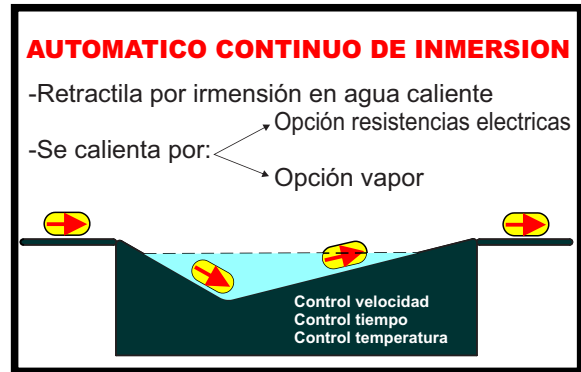 AUTOMATICO CONTINUO DE INMERSION
-Retractila por irmensión en agua caliente
Opción resistencias electricas
-Se calienta por:
Opción vapor
Control velocidad
Control tiempo
Control temperatura